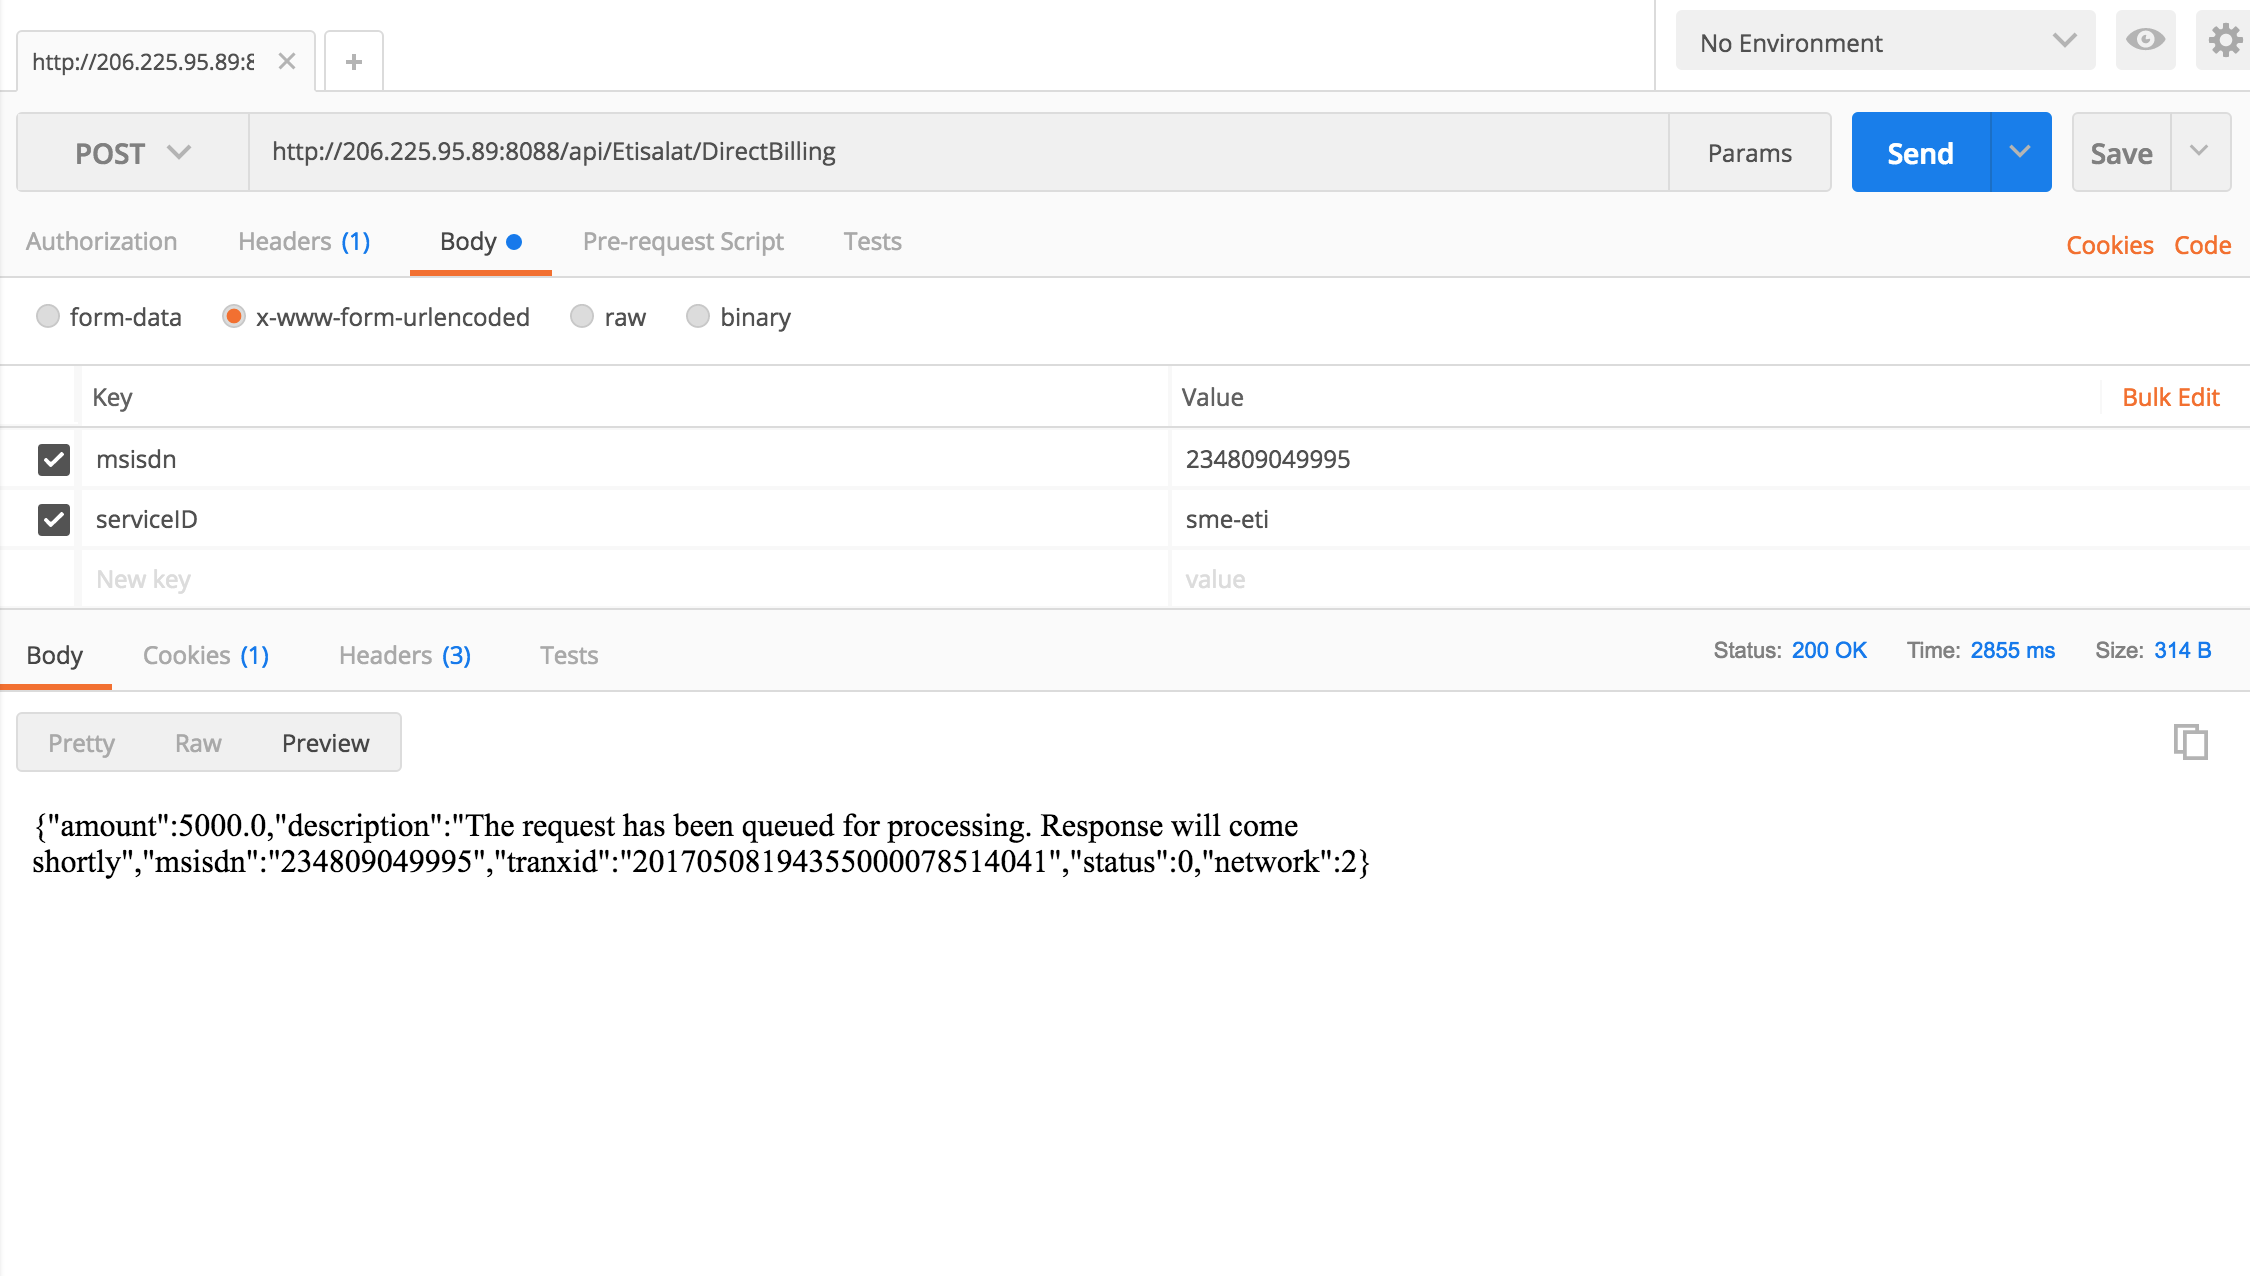 http://206.225.95.89:8
No Environment
POST
http://206.225.95.89:8088/api/Etisalat/DirectBilling
Params
Send
Save
Authorization
Headers (1)
Body
Pre-request Script
Tests
Cookies
Code
form-data
x-www-form-urlencoded
raw
binary
Key
Value
Bulk Edit
msisdn
234809049995
serviceID
sme-eti
New key
value
Body
Cookies (1)
Headers (3)
Tests
Status: 200 OK
Time: 2855 ms
Size: 314 B
Pretty
Raw
Preview
{"amount":5000.0,"description":"The request has been queued for processing. Response will come
shortly","msisdn":"234809049995","tranxid":"20170508194355000078514041","status":0,"network":2}